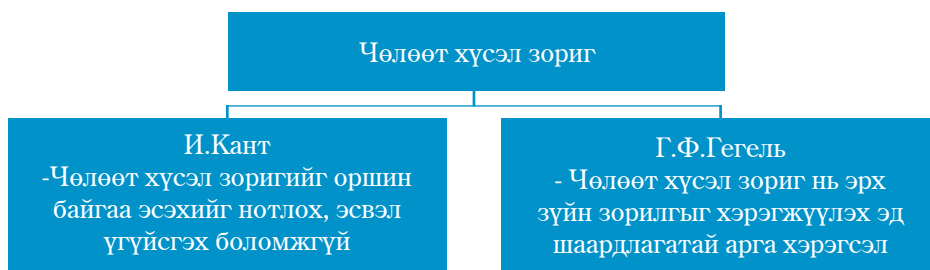 Чөлөөт хүсэл зориг
И.Кант
-Чөлөөт хүсэл зоригийг оршин
байгаа эсэхийг нотлох, эсвэл
үгүйсгэх боломжгүй
Г.Ф.Гегель
- Чөлөөт хүсэл зориг нь эрх
зүйн зорилгыг хэрэгжүүлэх эд
шаардлагатай арга хэрэгсэл